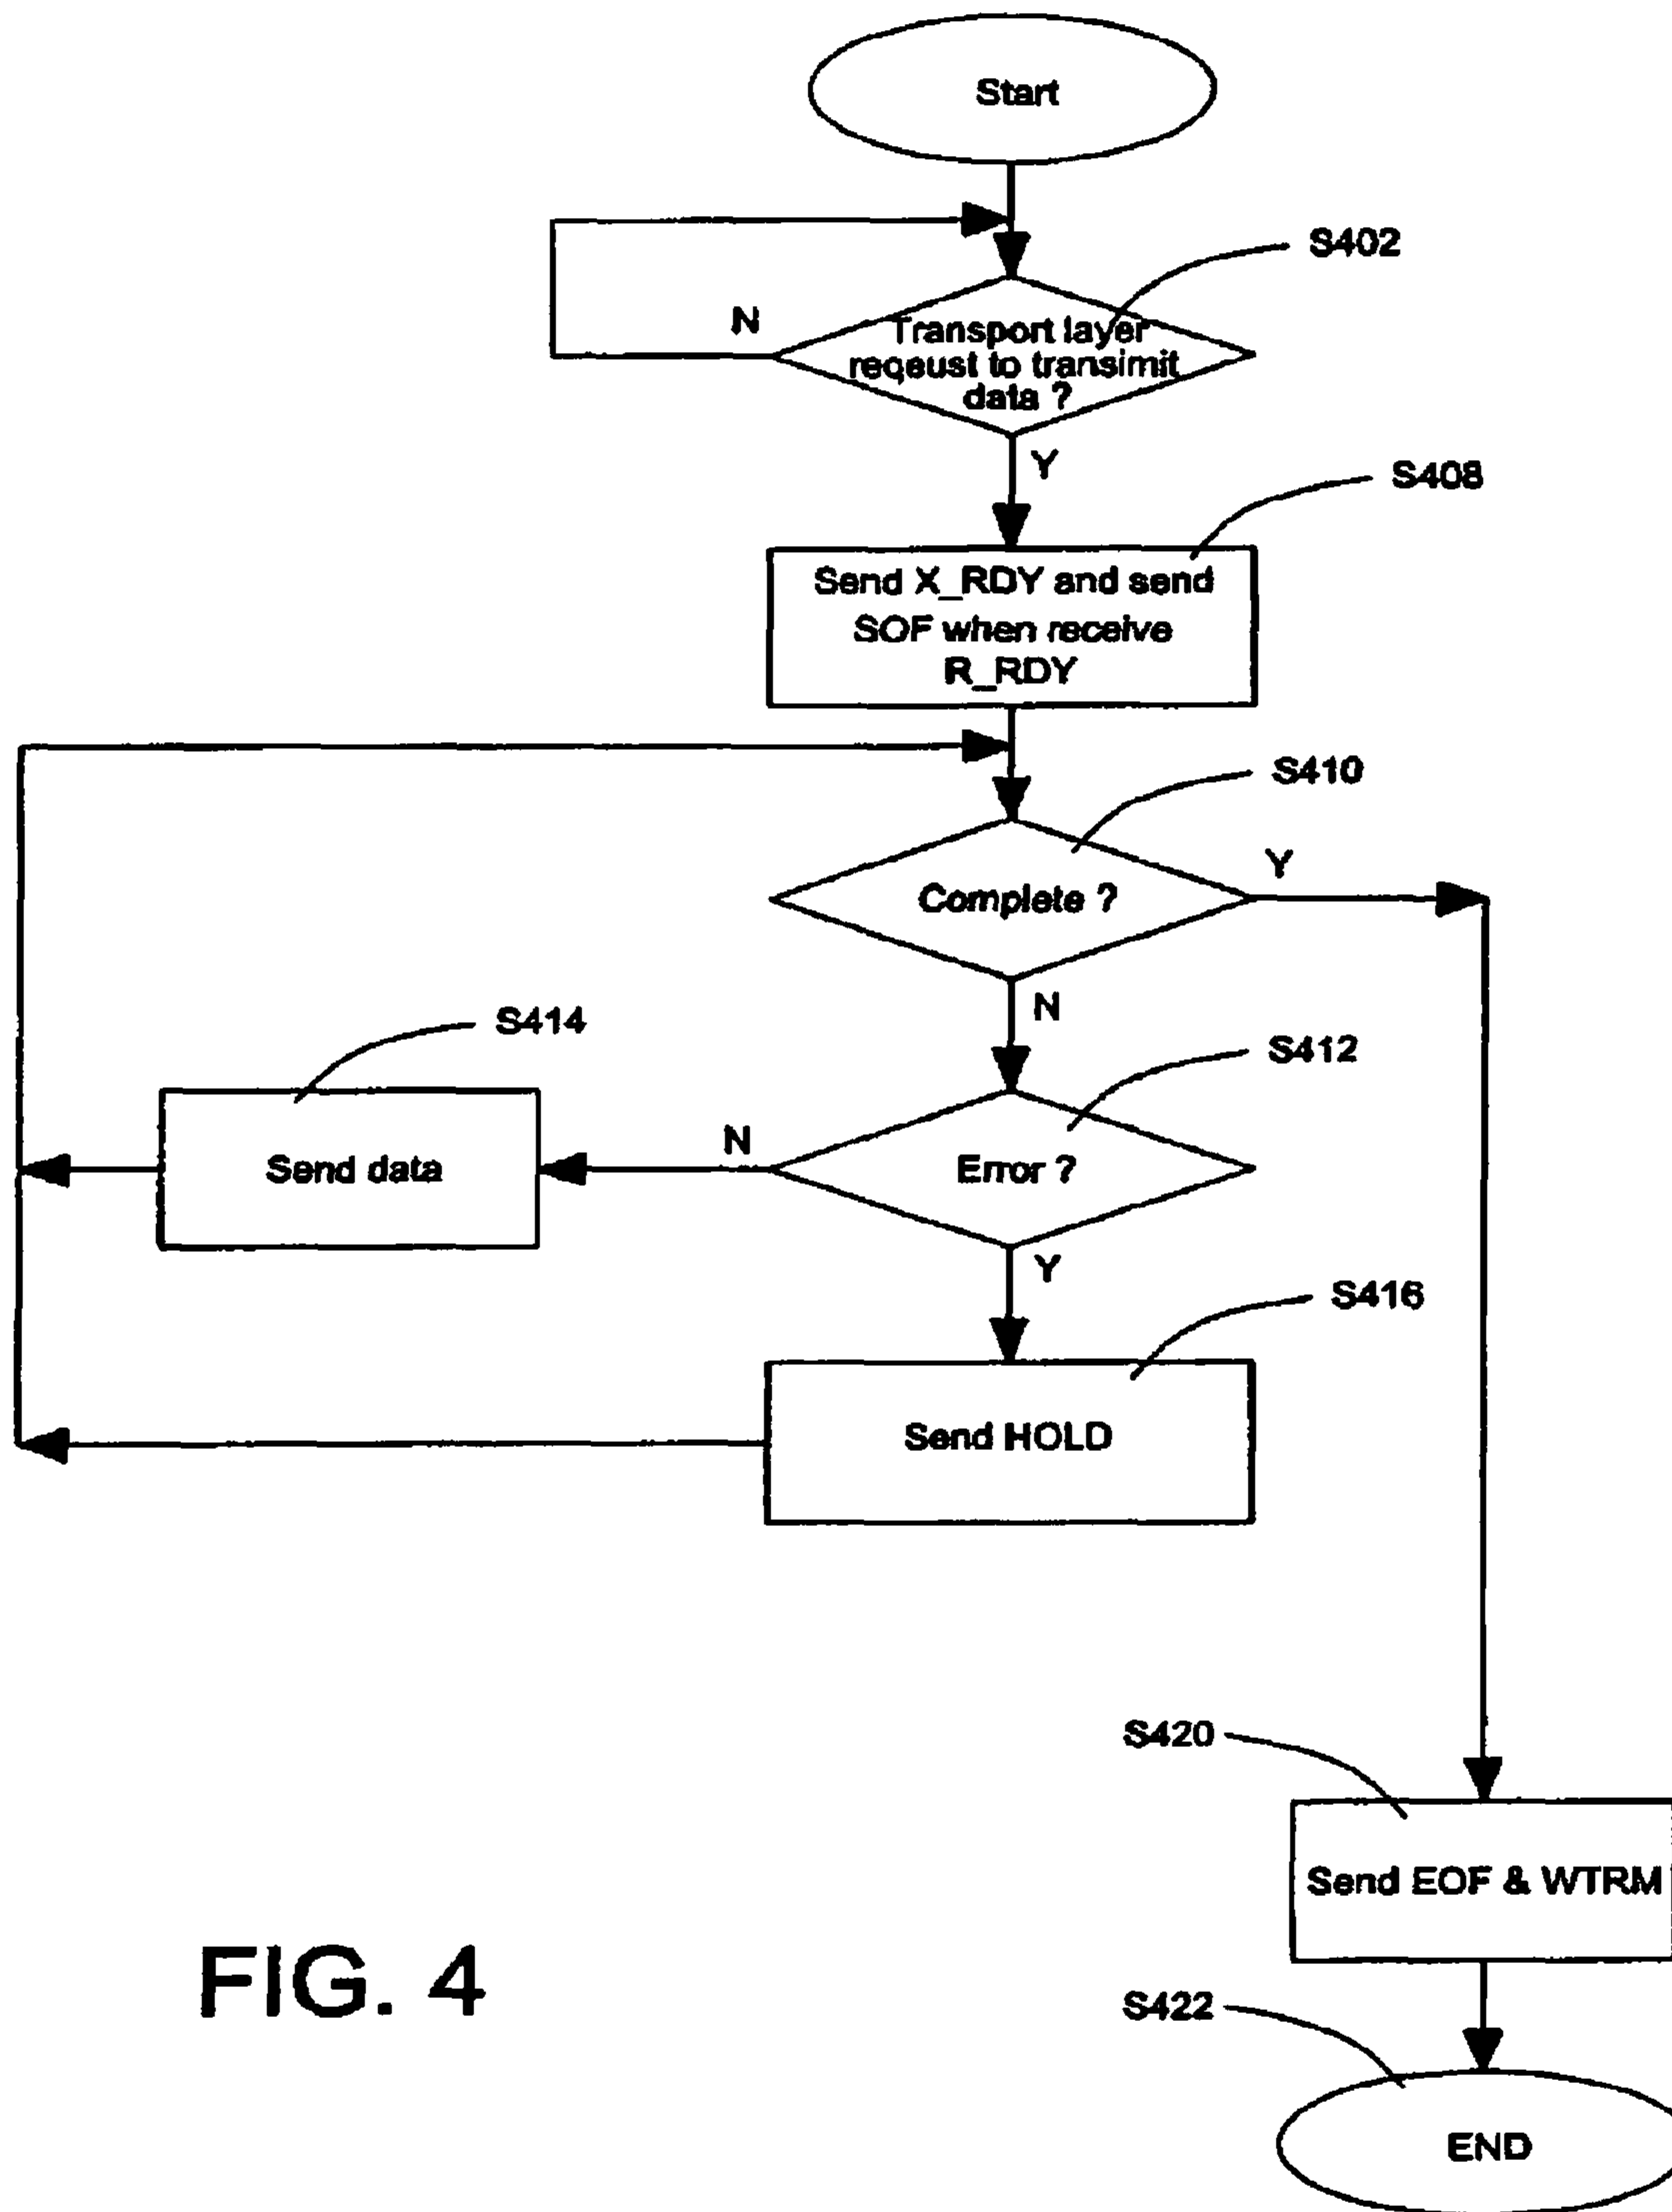 Start
S402
N
Transport layer
reqeust to transimit
data ?
Y
S408
Send X_RDY and send
SOF when receive
R_RDY
S410
Y
Complete ?
N
S414
S412
N
Send data
Error ?
Y
S416
Send HOLD
S420
Send EOF & WTRM
FIG. 4
S422
END